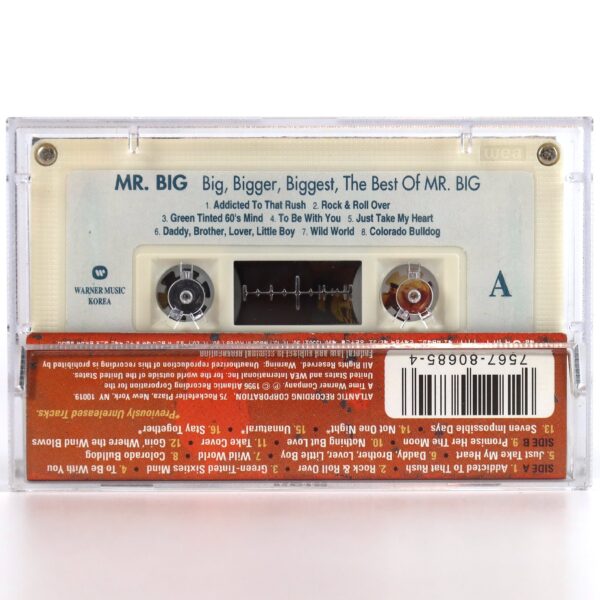 wea
MR. BIG Big, Bigger, Biggest, The Best Of MR. BIG
1. Addicted To That Rush 2. Rock & Roll Over
3. Green Tinted 60's Mind 4. To Be With You 5. Just Take My Heart
6. Daddy, Brother, Lover, Little Boy 7. Wild World 8. Colorado Bulldog
WARNER MUSIC
KOREA
A
SIDE A 1. Addicted To That Rush 2. Rock & Roll Over 3. Green-Tinted Sixties Mind 4. To Be With You
5. Just Take My Heart 6. Daddy, Brother, Lover, Little Boy 7. Wild World 8. Colorado Bulldog
SIDE B 9. Promise Her The Moon 10. Nothing But Love 11. Take Cover 12. Goin' Where the Wind Blows
13. Seven Impossible Days 14. Not One Night* 15. Unnatural* 16. Stay Together*
*Previously Unreleased Tracks.
ATLANTIC RECORDING CORPORATION, 75 Rockefeller Plaza, New York, NY 10019.
A Time Warner Company. ℗ 1996 Atlantic Recording Corporation for the
United States and WEA International Inc. for the world outside of the United States.
All Rights Reserved. Warning: Unauthorized reproduction of this recording is prohibited by
Federal law and subject to criminal prosecution.
7567-80685-4